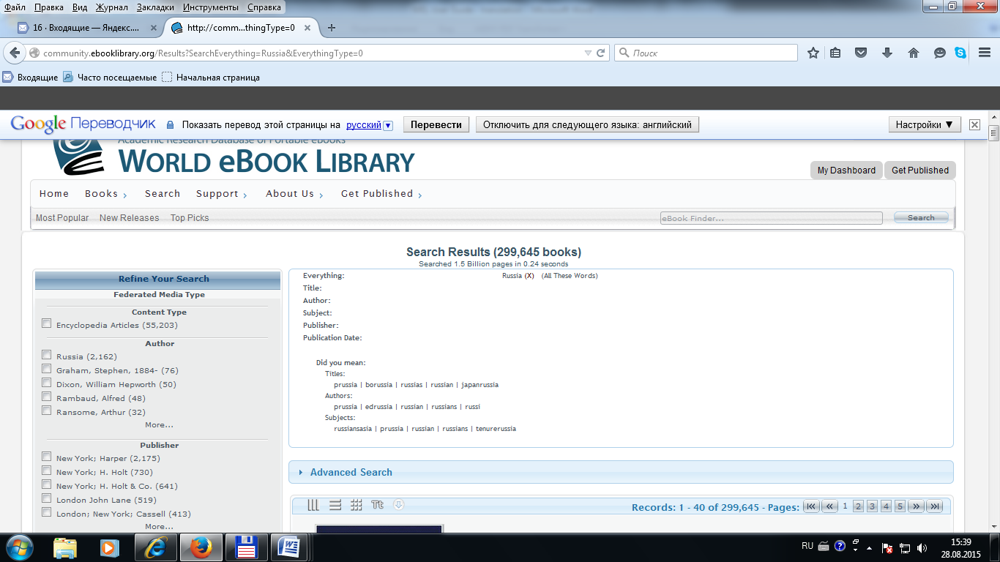 Файл Правка Вид Журнал Закладки Инструменты Справка
16 · Входящие — Яндекс....
http://comm...thingType=0
community.ebooklibrary.org/Results?SearchEverything=Russia&EverythingType=0
Поиск
Входящие Часто посещаемые Начальная страница
Google Переводчик Показать перевод этой страницы на русский Перевести Отключить для следующего языка: английский Настройки ▼
Academic Research Database of Portable eBooks
WORLD eBOOK LIBRARY
My Dashboard Get Published
Home Books Search Support About Us Get Published
Most Popular New Releases Top Picks eBook Finder... Search
Search Results (299,645 books)
Searched 1.5 Billion pages in 0.24 seconds
Refine Your Search
Federated Media Type
Content Type
Encyclopedia Articles (55,203)
Author
Russia (2,162)
Graham, Stephen, 1884- (76)
Dixon, William Hepworth (50)
Rambaud, Alfred (48)
Ransome, Arthur (32)
More...
Publisher
New York; Harper (2,175)
New York; H. Holt (730)
New York; H. Holt & Co. (641)
London John Lane (519)
London; New York; Cassell (413)
More...
Everything: Russia (X) (All These Words)
Title:
Author:
Subject:
Publisher:
Publication Date:
Did you mean:
Titles:
prussia | borussia | russias | russian | japanrussia
Authors:
prussia | edrussia | russian | russians | russi
Subjects:
russiansasia | prussia | russian | russians | tenurerussia
Advanced Search
Tt
Records: 1 - 40 of 299,645 - Pages: 1 2 3 4 5
RU
15:39
28.08.2015